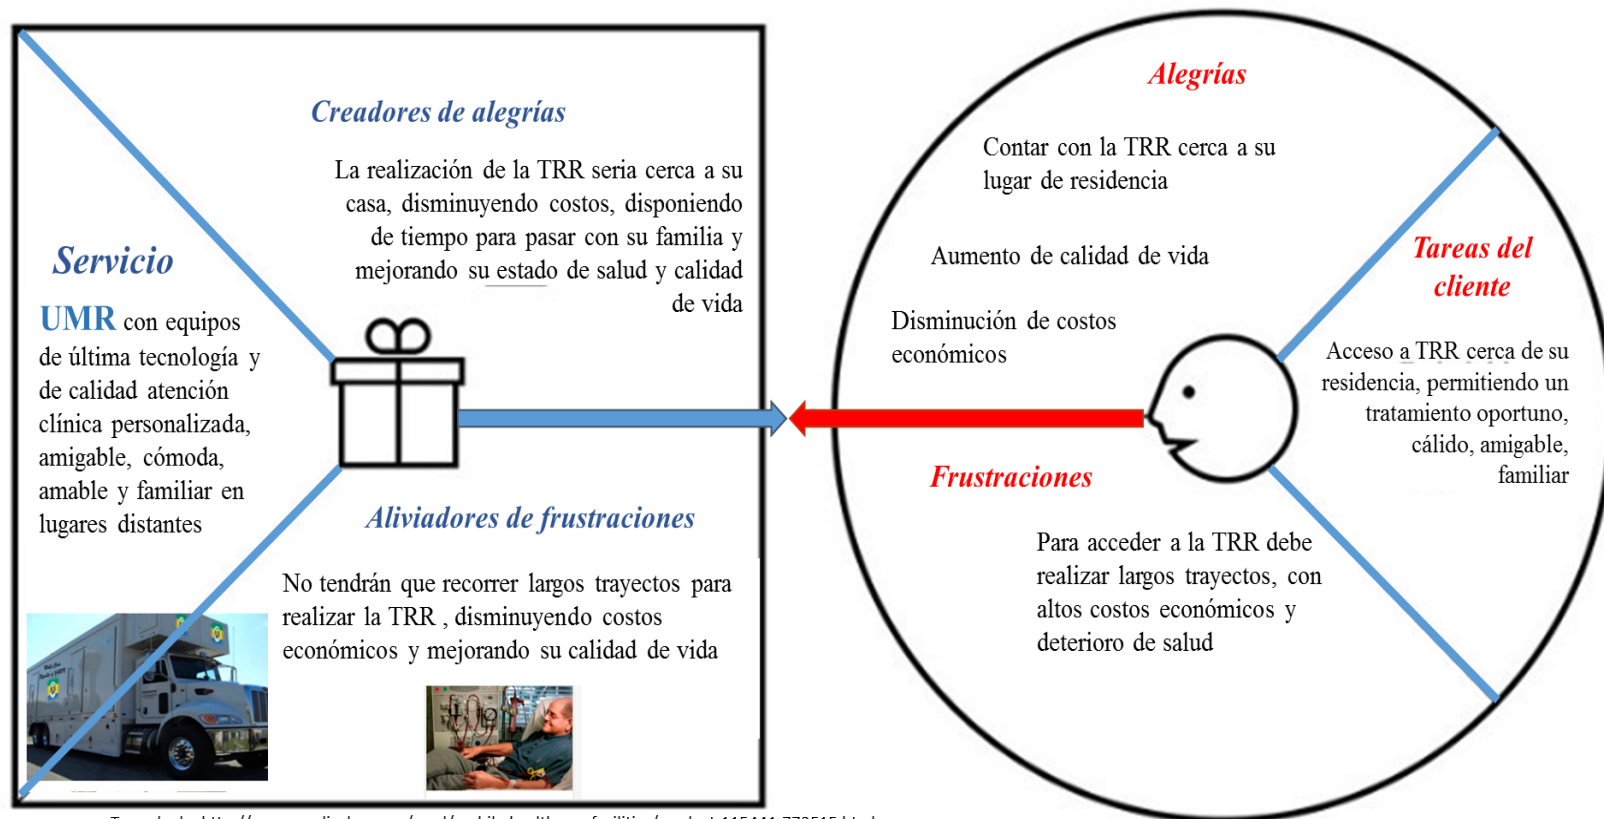 Creadores de alegrías
La realización de la TRR seria cerca a su
casa, disminuyendo costos, disponiendo
de tiempo para pasar con su familia y
mejorando su estado de salud y calidad
de vida
Servicio
UMR con equipos
de última tecnología y
de calidad atención
clínica personalizada,
amigable, cómoda,
amable y familiar en
lugares distantes
Aliviadores de frustraciones
No tendrán que recorrer largos trayectos para
realizar la TRR , disminuyendo costos
económicos y mejorando su calidad de vida
Alegrías
Contar con la TRR cerca a su
lugar de residencia
Aumento de calidad de vida
Disminución de costos
económicos
Tareas del
cliente
Acceso a TRR cerca de su
residencia, permitiendo un
tratamiento oportuno,
cálido, amigable,
familiar
Frustraciones
Para acceder a la TRR debe
realizar largos trayectos, con
altos costos económicos y
deterioro de salud